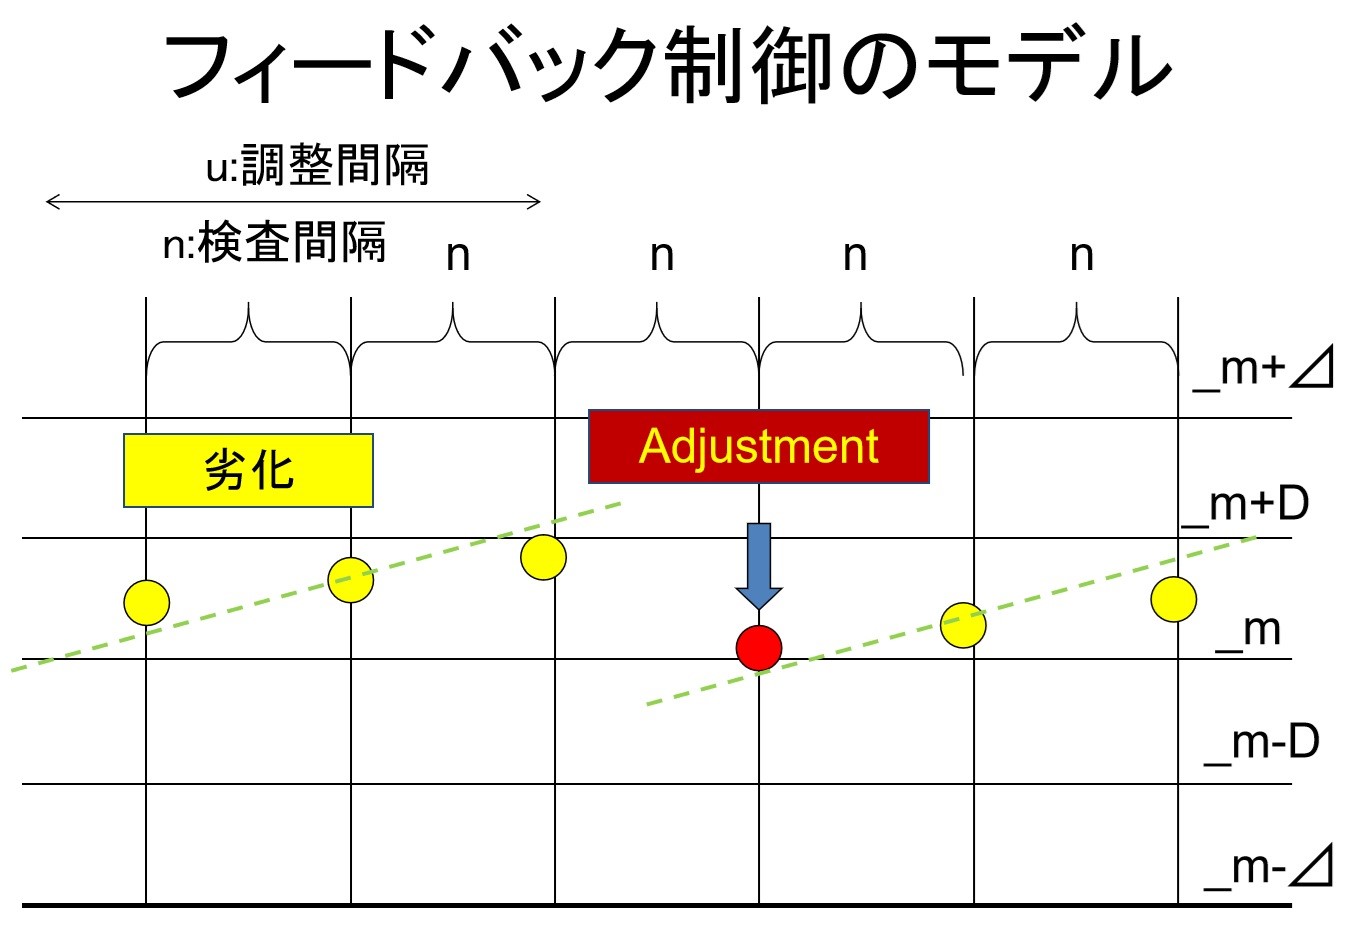 フィードバック制御のモデル
u:調整間隔
n:検査間隔
n
n
n
n
_m+⊿
劣化
Adjustment
_m+D
_m
_m-D
_m-⊿